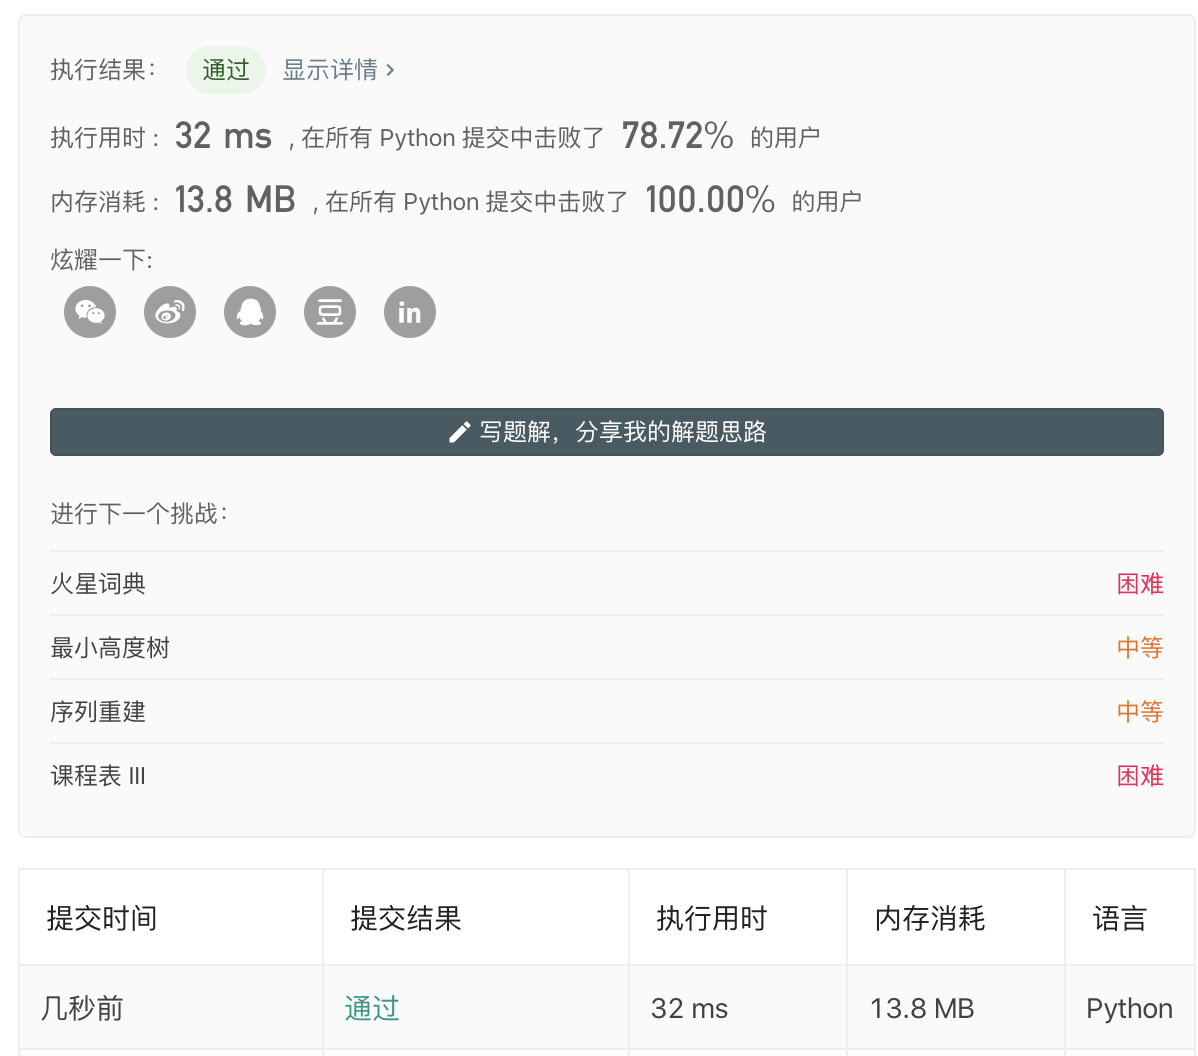 执行结果： 通过 显示详情 ›
执行用时 : 32 ms , 在所有 Python 提交中击败了 78.72% 的用户
内存消耗 : 13.8 MB , 在所有 Python 提交中击败了 100.00% 的用户
炫耀一下:
豆 in
写题解，分享我的解题思路
进行下一个挑战：
火星词典 困难
最小高度树 中等
序列重建 中等
课程表 III 困难
提交时间 提交结果 执行用时 内存消耗 语言
几秒前 通过 32 ms 13.8 MB Python